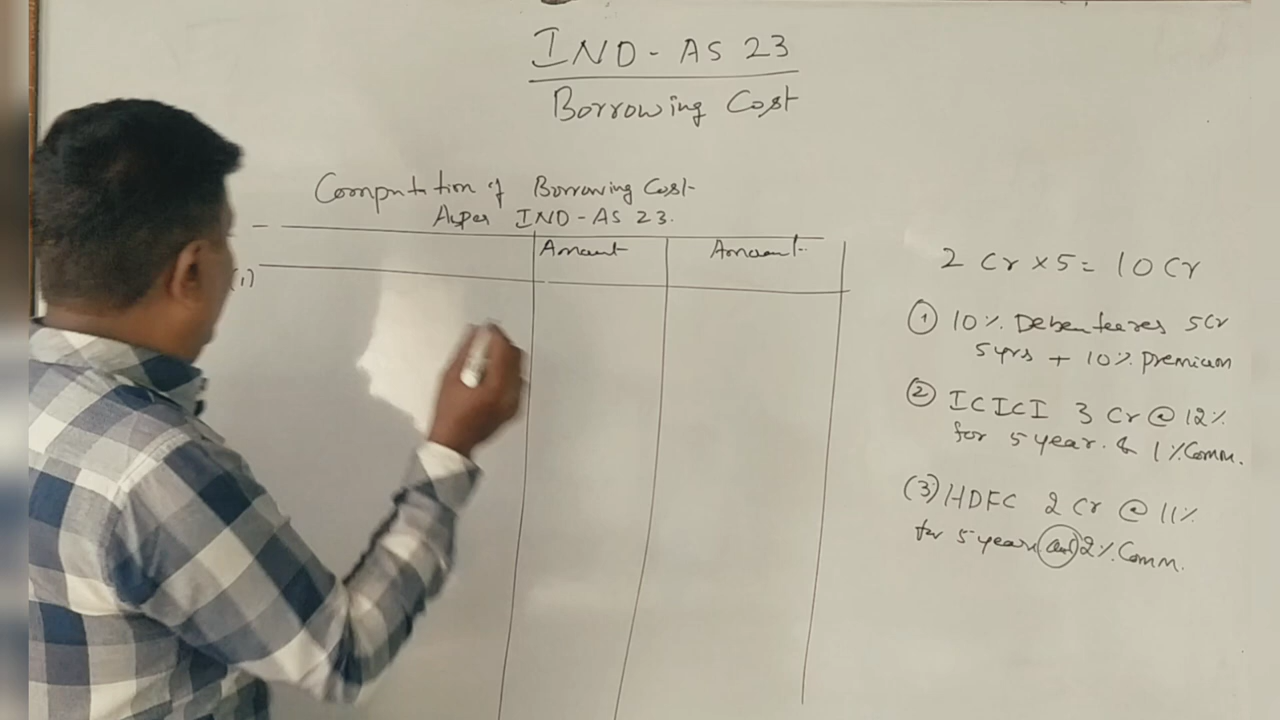 IND-AS 23
Borrowing Cost
Computation of Borrowing Cost
As per IND-AS 23.
Amount Amount
(1)
2 Cr x 5 = 10 Cr
① 10% Debentures 5 Cr
5 yrs + 10% premium
② ICICI 3 Cr @ 12%
for 5 year. & 1% Comm.
(3) HDFC 2 Cr @ 11%
for 5 year and 2% Comm.